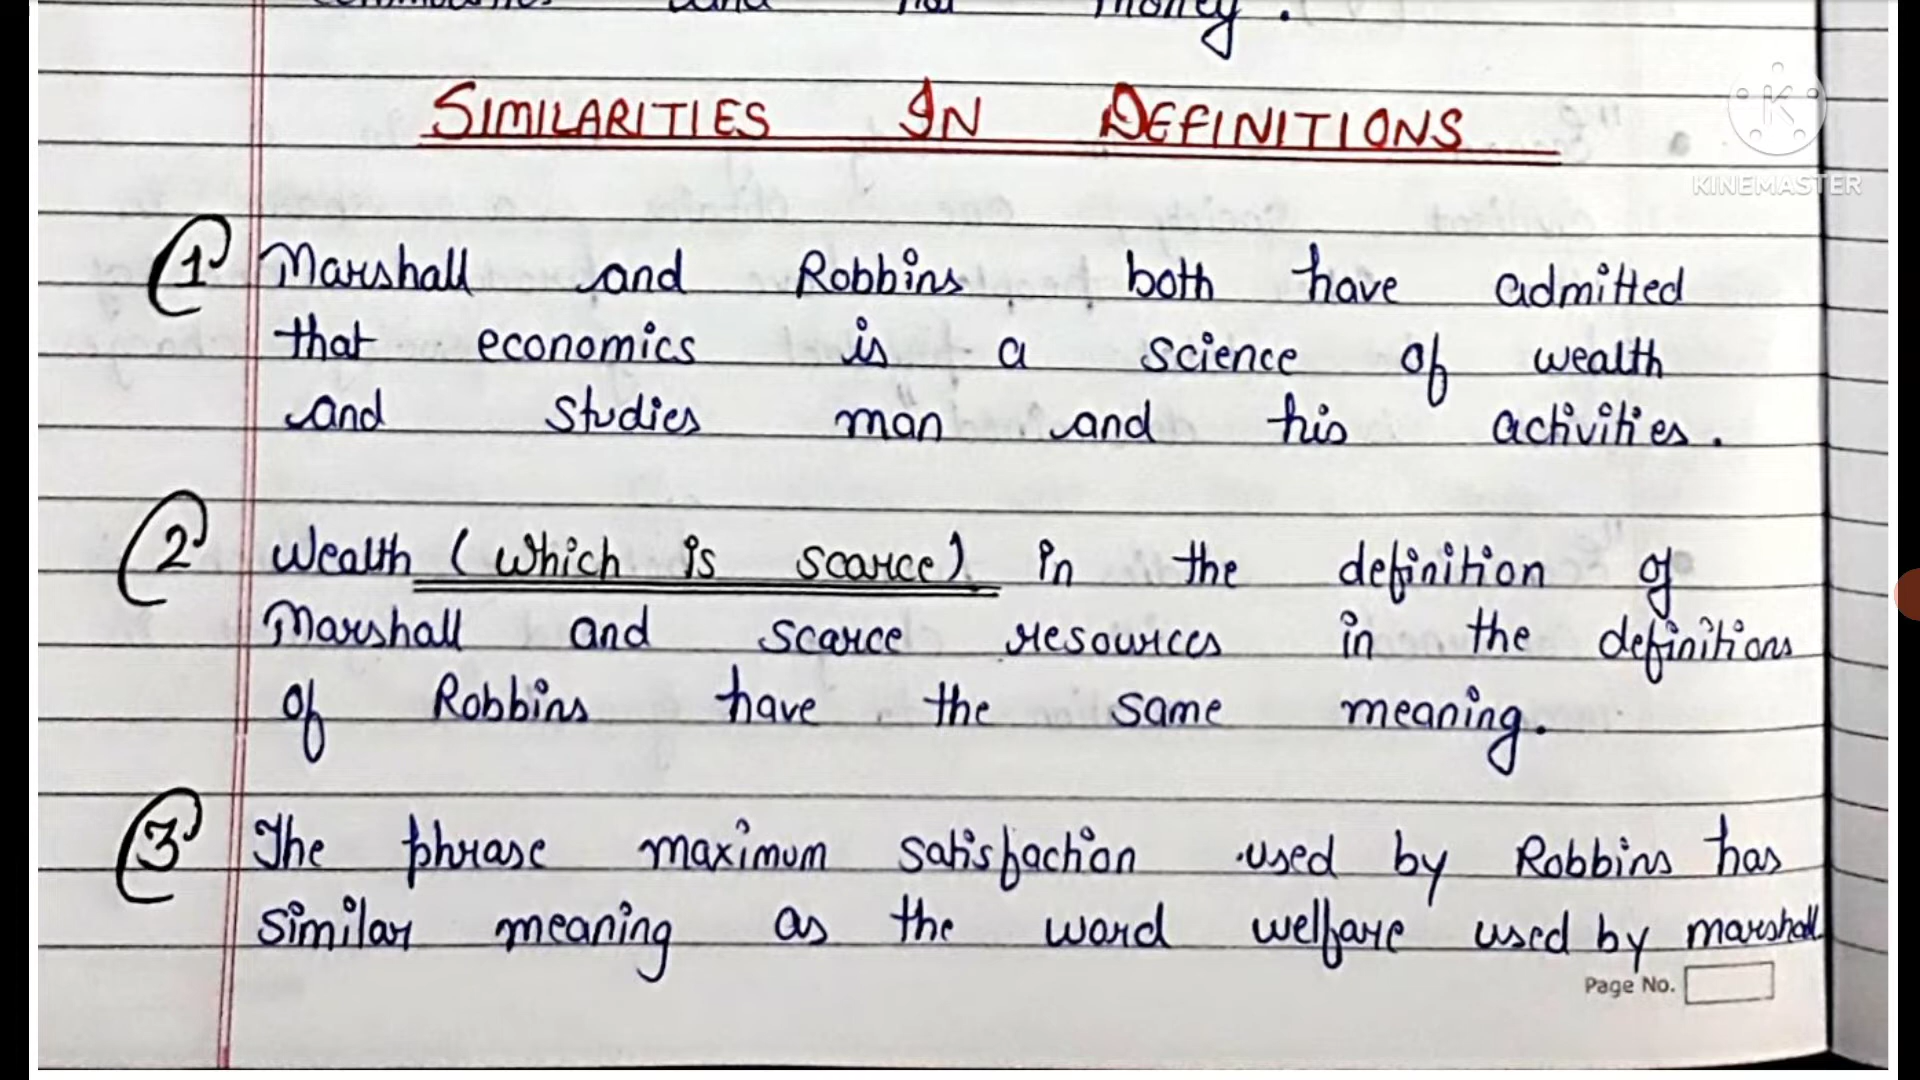 money.
SIMILARITIES IN DEFINITIONS
KINEMASTER
1 Marshall and Robbins both have admitted
that economics is a science of wealth
and studies man and his activities.
2 Wealth (which is scarce) in the definition of
Marshall and scarce resources in the definitions
of Robbins have the same meaning.
3 The phrase maximum satisfaction used by Robbins has
similar meaning as the word welfare used by marshall
Page No.